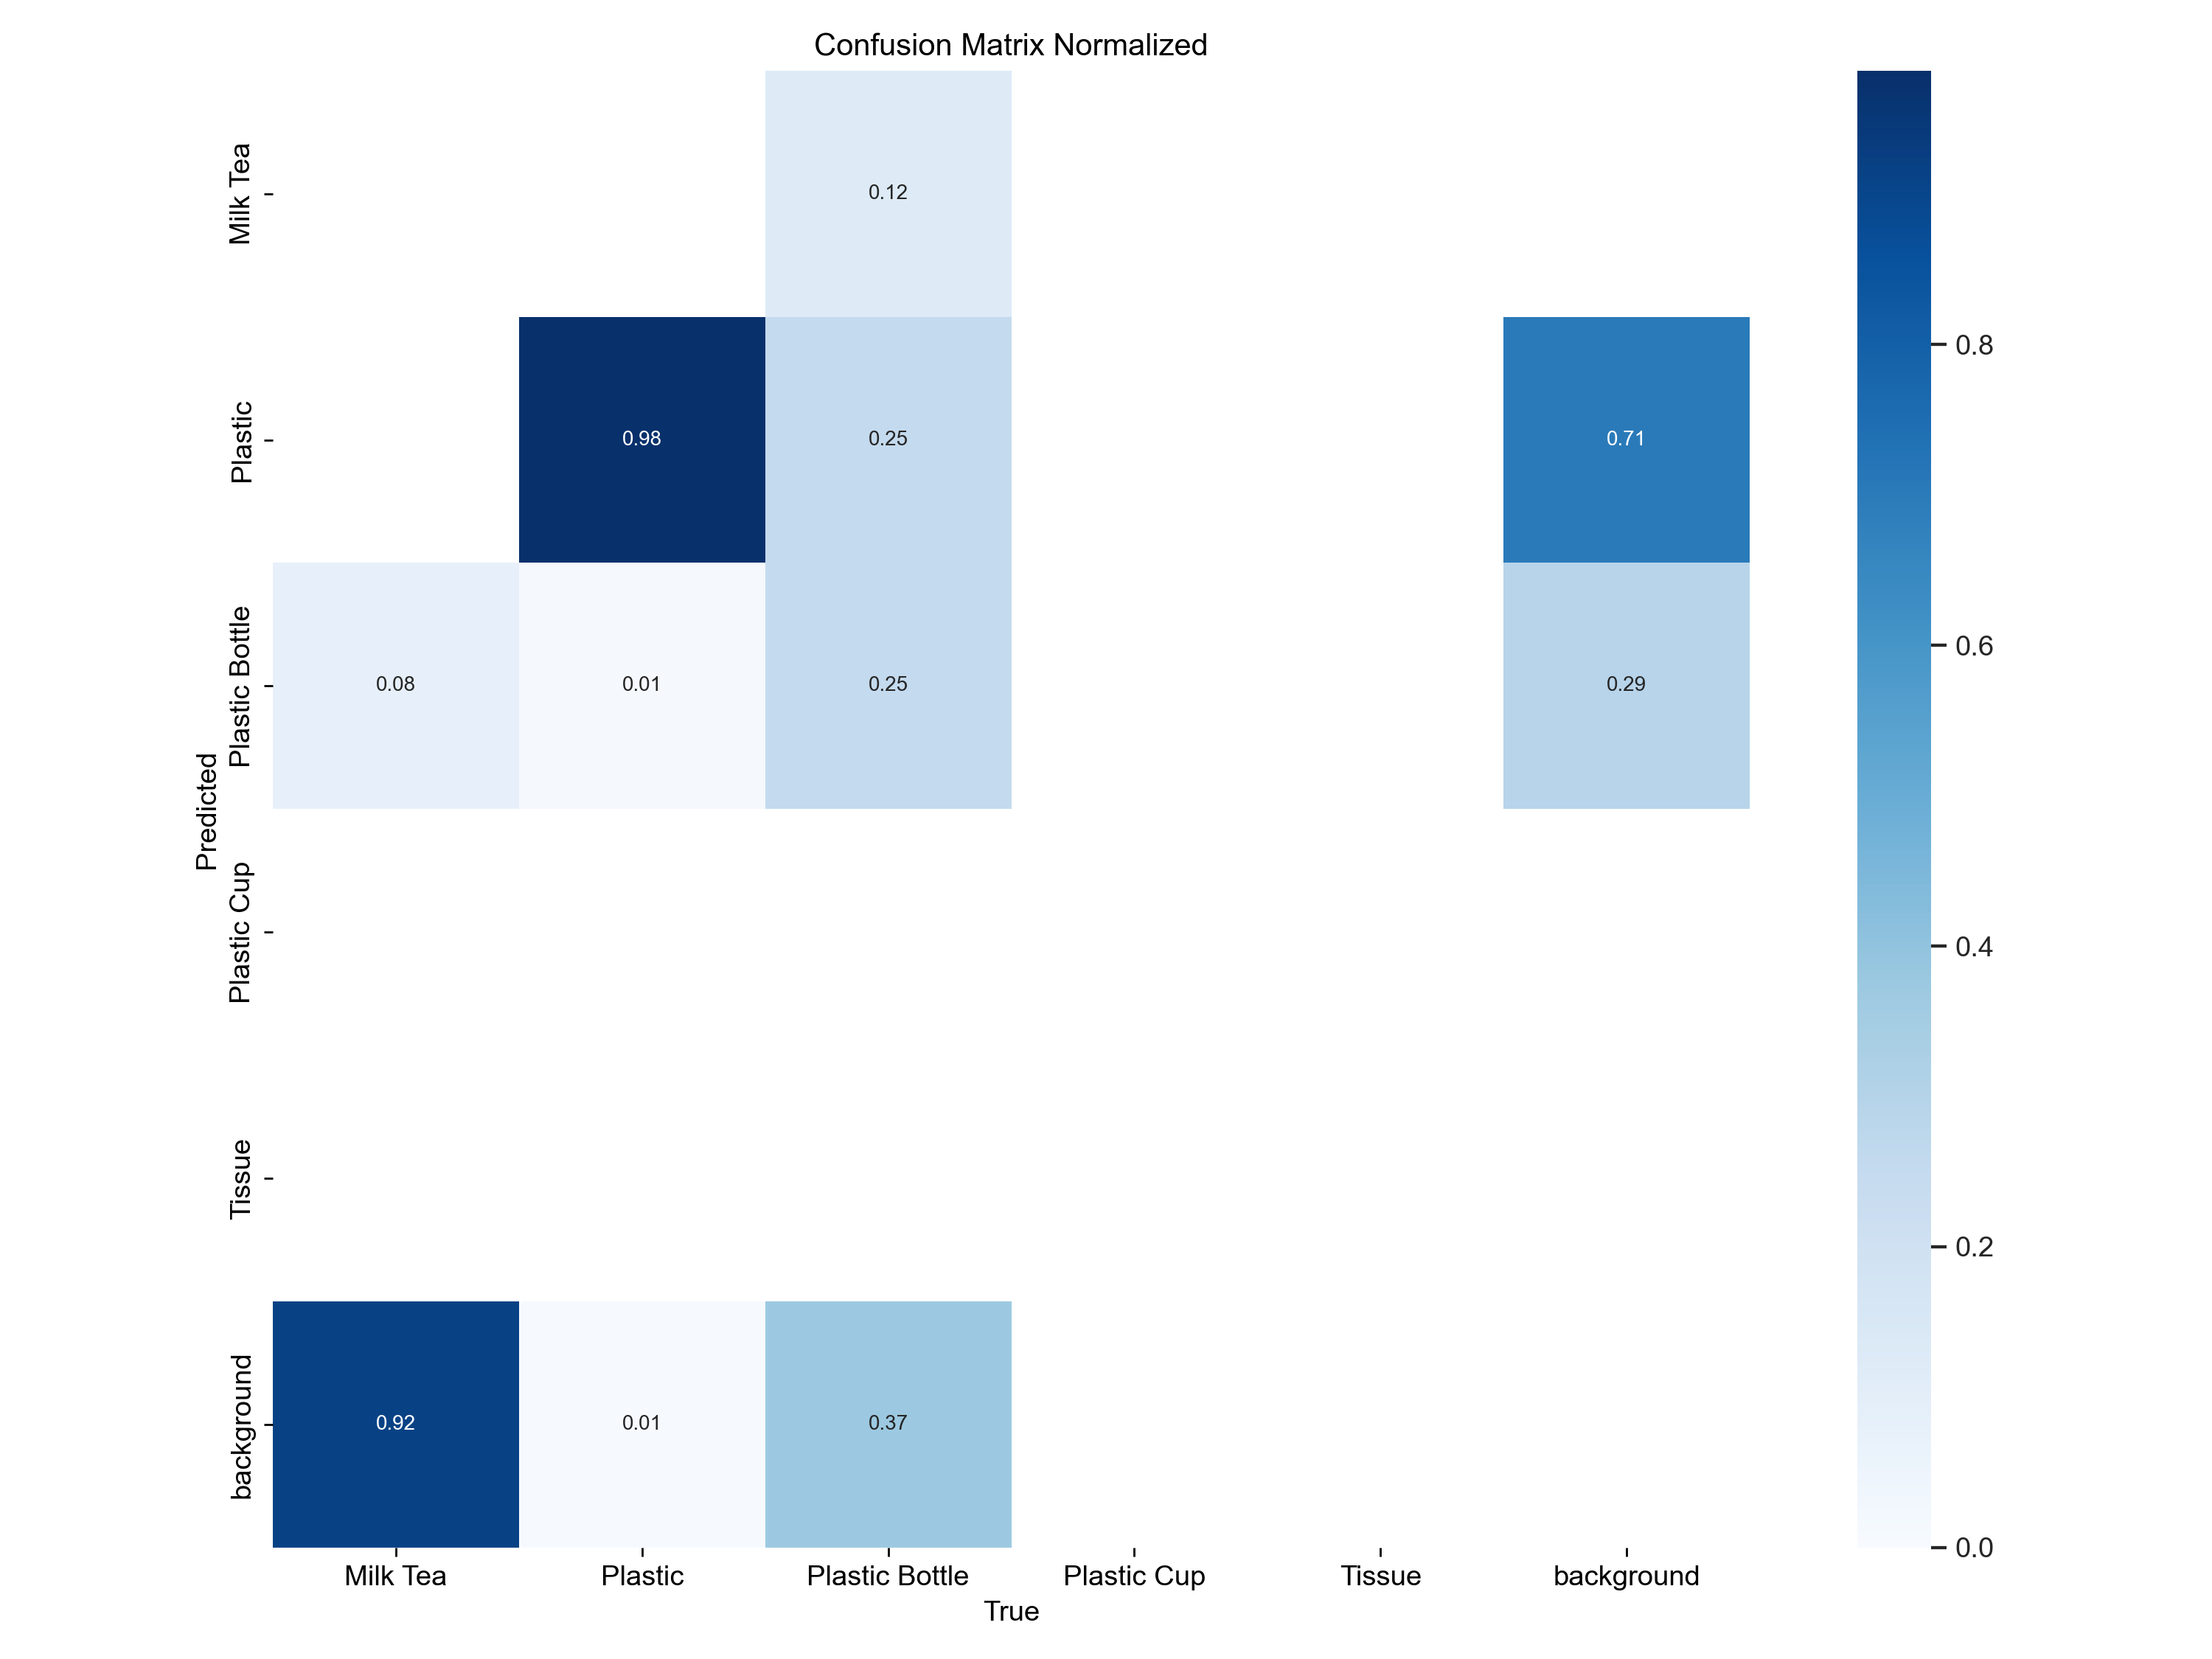 Confusion Matrix Normalized
Milk Tea
0.12
Plastic
0.98
0.25
0.71
0.8
Plastic Bottle
0.08
0.01
0.25
0.29
0.6
Predicted
Plastic Cup
0.4
Tissue
0.2
background
0.92
0.01
0.37
0.0
Milk Tea
Plastic
Plastic Bottle
Plastic Cup
Tissue
background
True